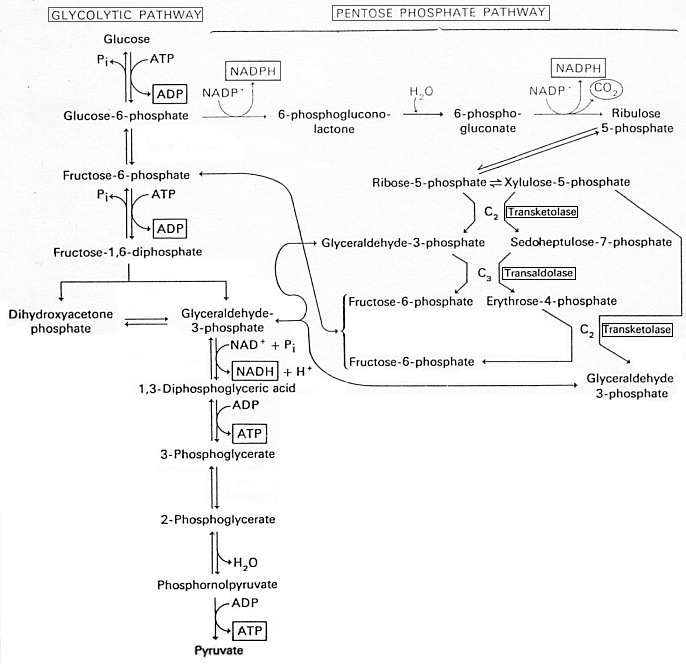 GLYCOLYTIC PATHWAY
PENTOSE PHOSPHATE PATHWAY
Glucose
Pi
ATP
ADP
NADPH
NADP+
Glucose-6-phosphate
6-phosphoglucono-
lactone
H2O
6-phospho-
gluconate
NADPH
NADP+
CO2
Ribulose
5-phosphate
Fructose-6-phosphate
Pi
ATP
ADP
Ribose-5-phosphate
Xylulose-5-phosphate
C2
Transketolase
Fructose-1,6-diphosphate
Glyceraldehyde-3-phosphate
Sedoheptulose-7-phosphate
C3
Transaldolase
Dihydroxyacetone
phosphate
Glyceraldehyde-
3-phosphate
Fructose-6-phosphate
Erythrose-4-phosphate
C2
Transketolase
NAD+ + Pi
NADH + H+
Fructose-6-phosphate
Glyceraldehyde
3-phosphate
1,3-Diphosphoglyceric acid
ADP
ATP
3-Phosphoglycerate
2-Phosphoglycerate
H2O
Phosphornolpyruvate
ADP
ATP
Pyruvate